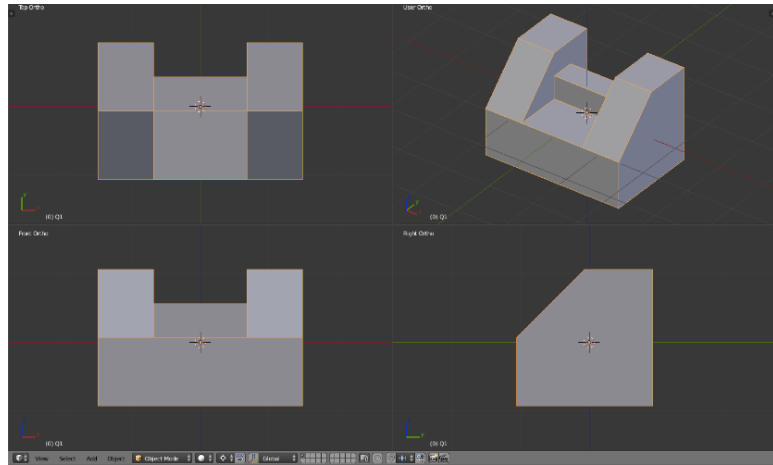 Top Ortho
User Ortho
(0) Q1
(0) Q1
Front Ortho
Right Ortho
(0) Q1
(0) Q1
View Select Add Object Object Mode Global